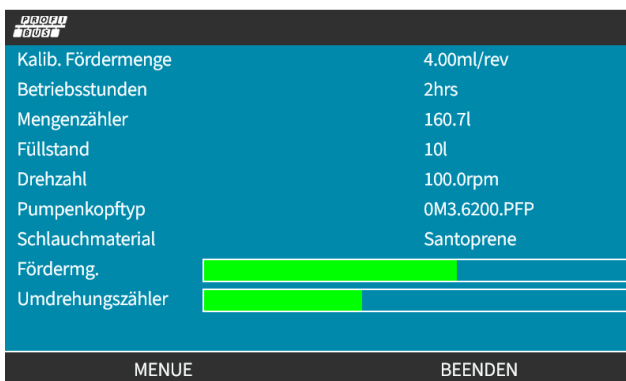 PROFI
BUS
Kalib. Fördermenge 4.00ml/rev
Betriebsstunden 2hrs
Mengenzähler 160.7l
Füllstand 10l
Drehzahl 100.0rpm
Pumpenkopftyp 0M3.6200.PFP
Schlauchmaterial Santoprene
Fördermg.
Umdrehungszähler
MENUE BEENDEN